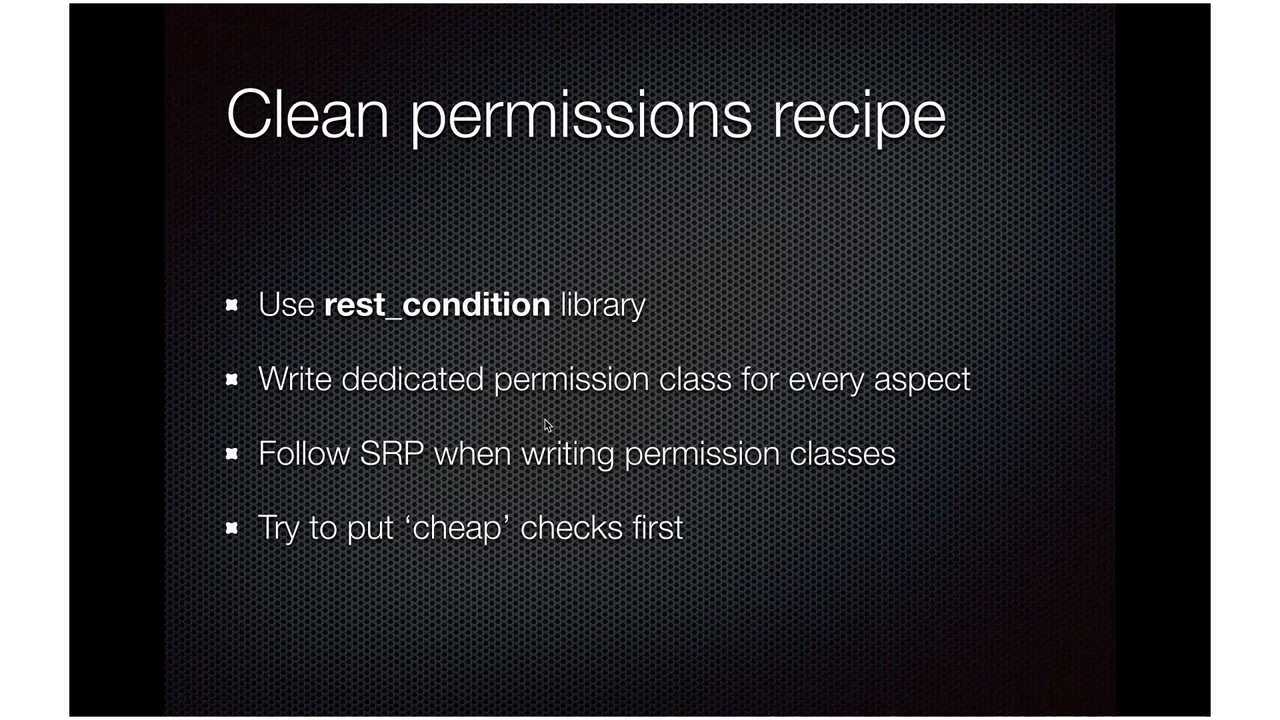 Clean permissions recipe
Use rest_condition library
Write dedicated permission class for every aspect
Follow SRP when writing permission classes
Try to put ‘cheap’ checks first